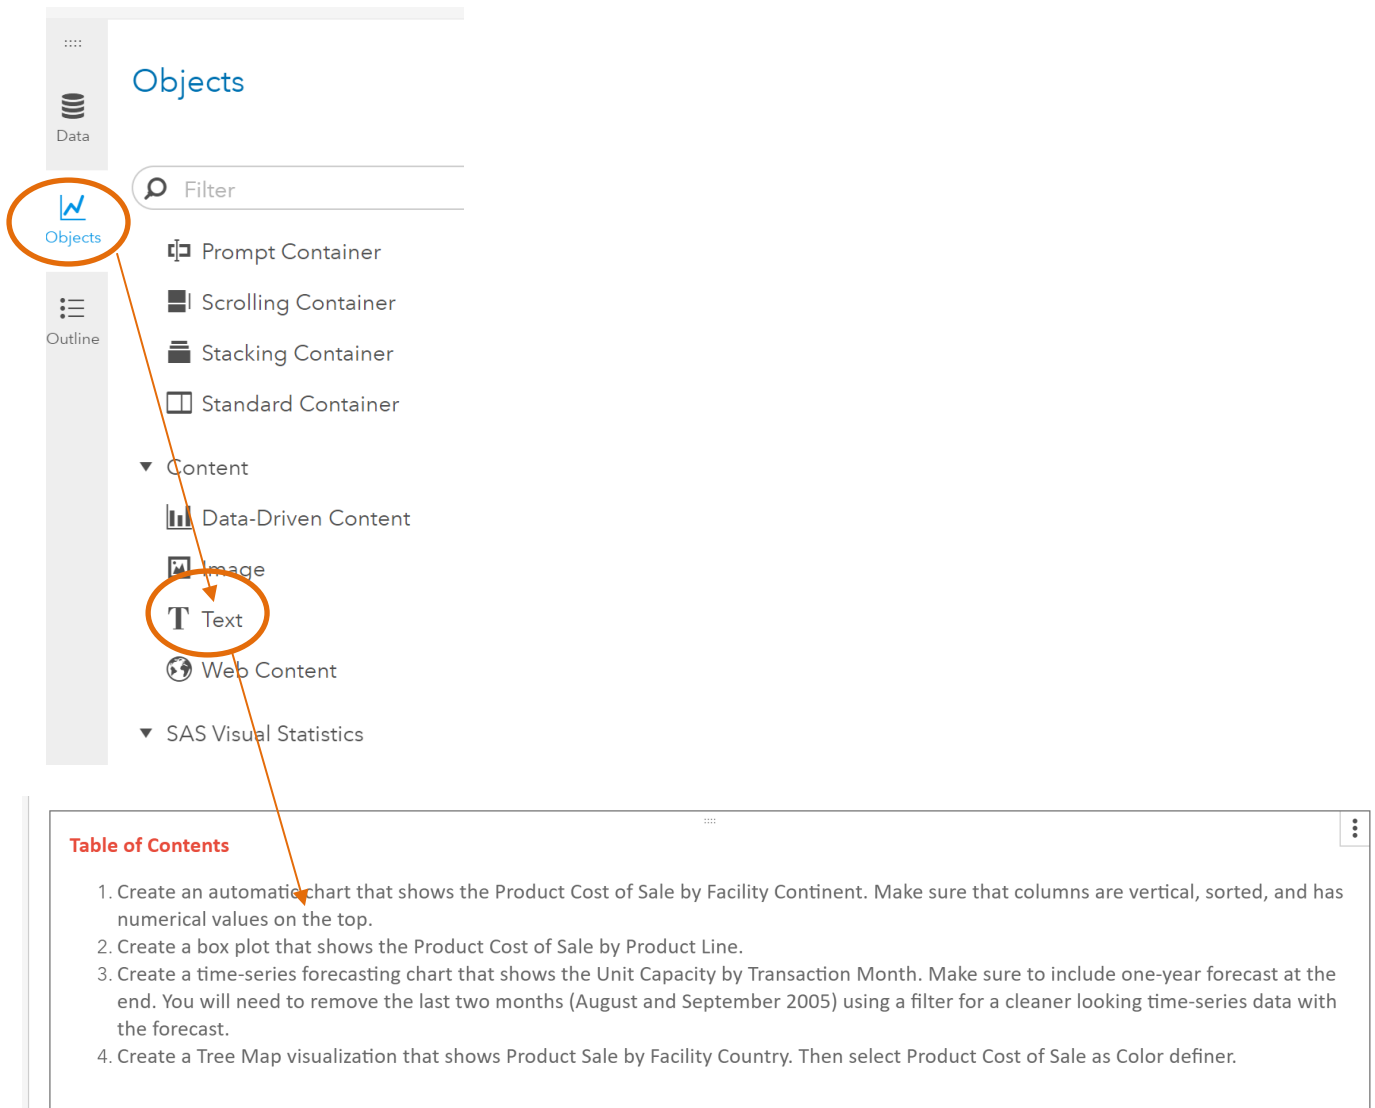 Objects
Data
Filter
Objects
Prompt Container
Scrolling Container
Outline
Stacking Container
Standard Container
Content
Data-Driven Content
Image
Text
Web Content
SAS Visual Statistics
Table of Contents
1. Create an automatic chart that shows the Product Cost of Sale by Facility Continent. Make sure that columns are vertical, sorted, and has
numerical values on the top.
2. Create a box plot that shows the Product Cost of Sale by Product Line.
3. Create a time-series forecasting chart that shows the Unit Capacity by Transaction Month. Make sure to include one-year forecast at the
end. You will need to remove the last two months (August and September 2005) using a filter for a cleaner looking time-series data with
the forecast.
4. Create a Tree Map visualization that shows Product Sale by Facility Country. Then select Product Cost of Sale as Color definer.